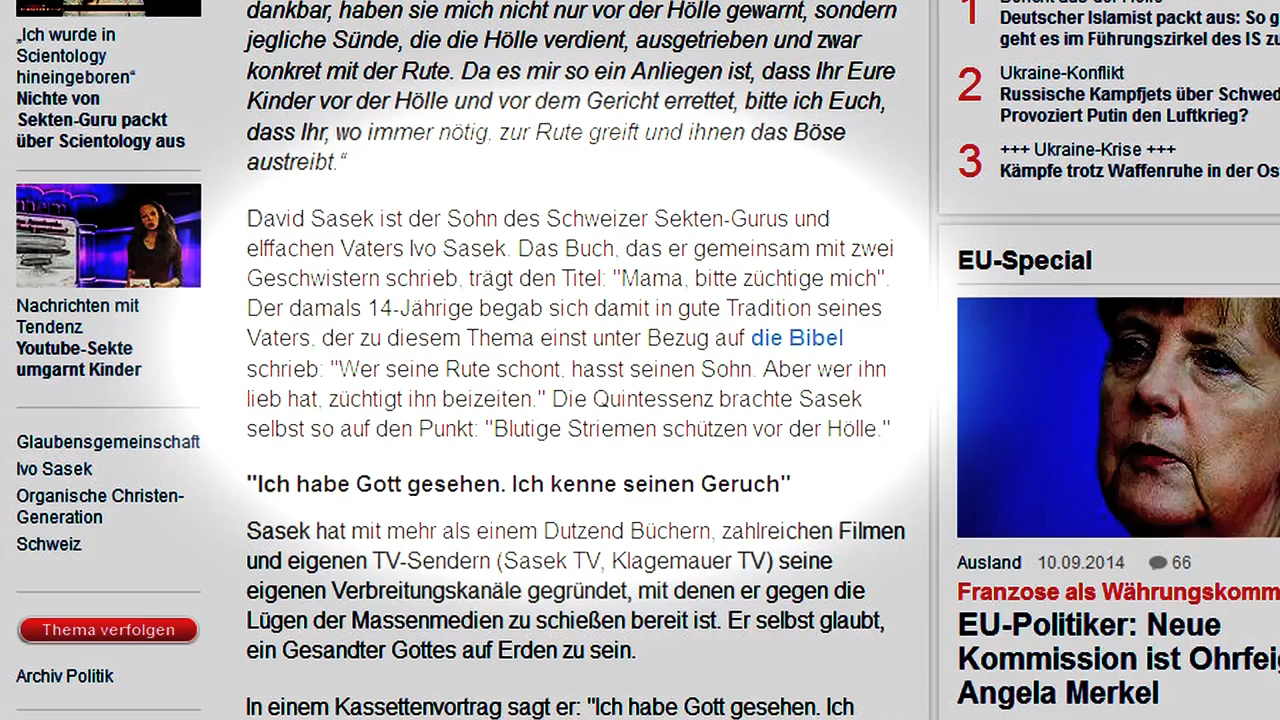 „Ich wurde in
Scientology
hineingeboren“
Nichte von
Sekten-Guru packt
über Scientology aus
Nachrichten mit
Tendenz
Youtube-Sekte
umgarnt Kinder
Glaubensgemeinschaft
Ivo Sasek
Organische Christen-
Generation
Schweiz
Thema verfolgen
Archiv Politik
dankbar, haben sie mich nicht nur vor der Hölle gewarnt, sondern
jegliche Sünde, die die Hölle verdient, ausgetrieben und zwar
konkret mit der Rute. Da es mir so ein Anliegen ist, dass Ihr Eure
Kinder vor der Hölle und vor dem Gericht errettet, bitte ich Euch,
dass Ihr, wo immer nötig, zur Rute greift und ihnen das Böse
austreibt.“
David Sasek ist der Sohn des Schweizer Sekten-Gurus und
elffachen Vaters Ivo Sasek. Das Buch, das er gemeinsam mit zwei
Geschwistern schrieb, trägt den Titel: "Mama, bitte züchtige mich".
Der damals 14-Jährige begab sich damit in gute Tradition seines
Vaters, der zu diesem Thema einst unter Bezug auf die Bibel
schrieb: "Wer seine Rute schont, hasst seinen Sohn. Aber wer ihn
lieb hat, züchtigt ihn beizeiten." Die Quintessenz brachte Sasek
selbst so auf den Punkt: "Blutige Striemen schützen vor der Hölle."
"Ich habe Gott gesehen. Ich kenne seinen Geruch"
Sasek hat mit mehr als einem Dutzend Büchern, zahlreichen Filmen
und eigenen TV-Sendern (Sasek TV, Klagemauer TV) seine
eigenen Verbreitungskanäle gegründet, mit denen er gegen die
Lügen der Massenmedien zu schießen bereit ist. Er selbst glaubt,
ein Gesandter Gottes auf Erden zu sein.
In einem Kassettenvortrag sagt er: "Ich habe Gott gesehen. Ich
1
Deutscher Islamist packt aus: So g
geht es im Führungszirkel des IS zu
2
Ukraine-Konflikt
Russische Kampfjets über Schwed
Provoziert Putin den Luftkrieg?
3
+++ Ukraine-Krise +++
Kämpfe trotz Waffenruhe in der Os
EU-Special
Ausland 10.09.2014 66
Franzose als Währungskomm
EU-Politiker: Neue
Kommission ist Ohrfeig
Angela Merkel